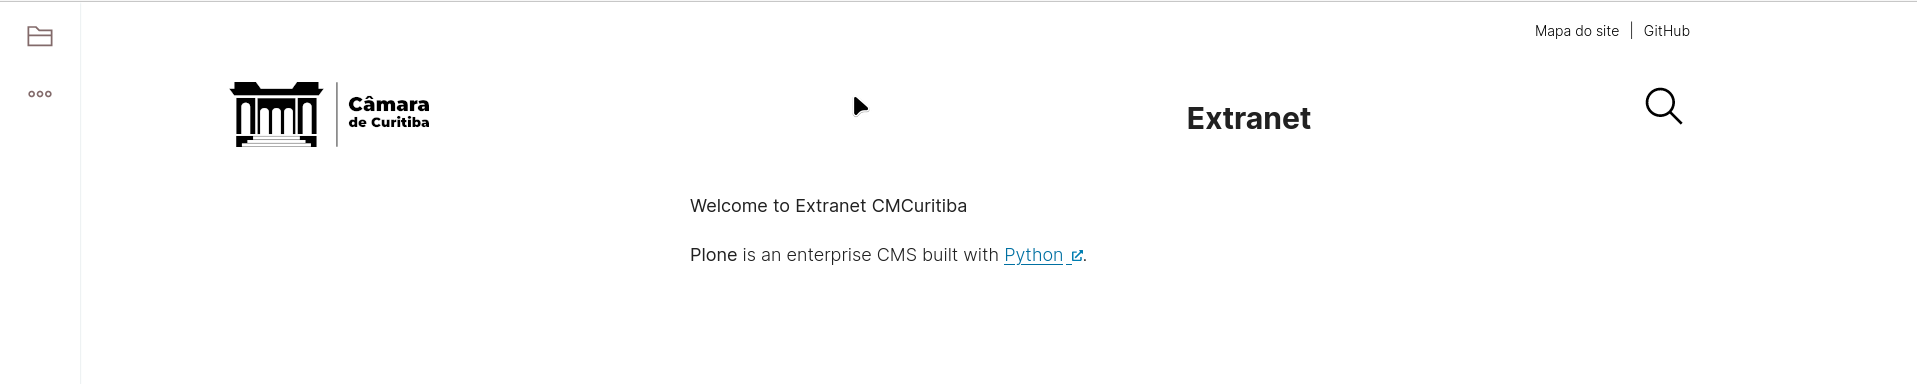 Mapa do site | GitHub
Câmara
de Curitiba
Extranet
Welcome to Extranet CMCuritiba
Plone is an enterprise CMS built with Python .